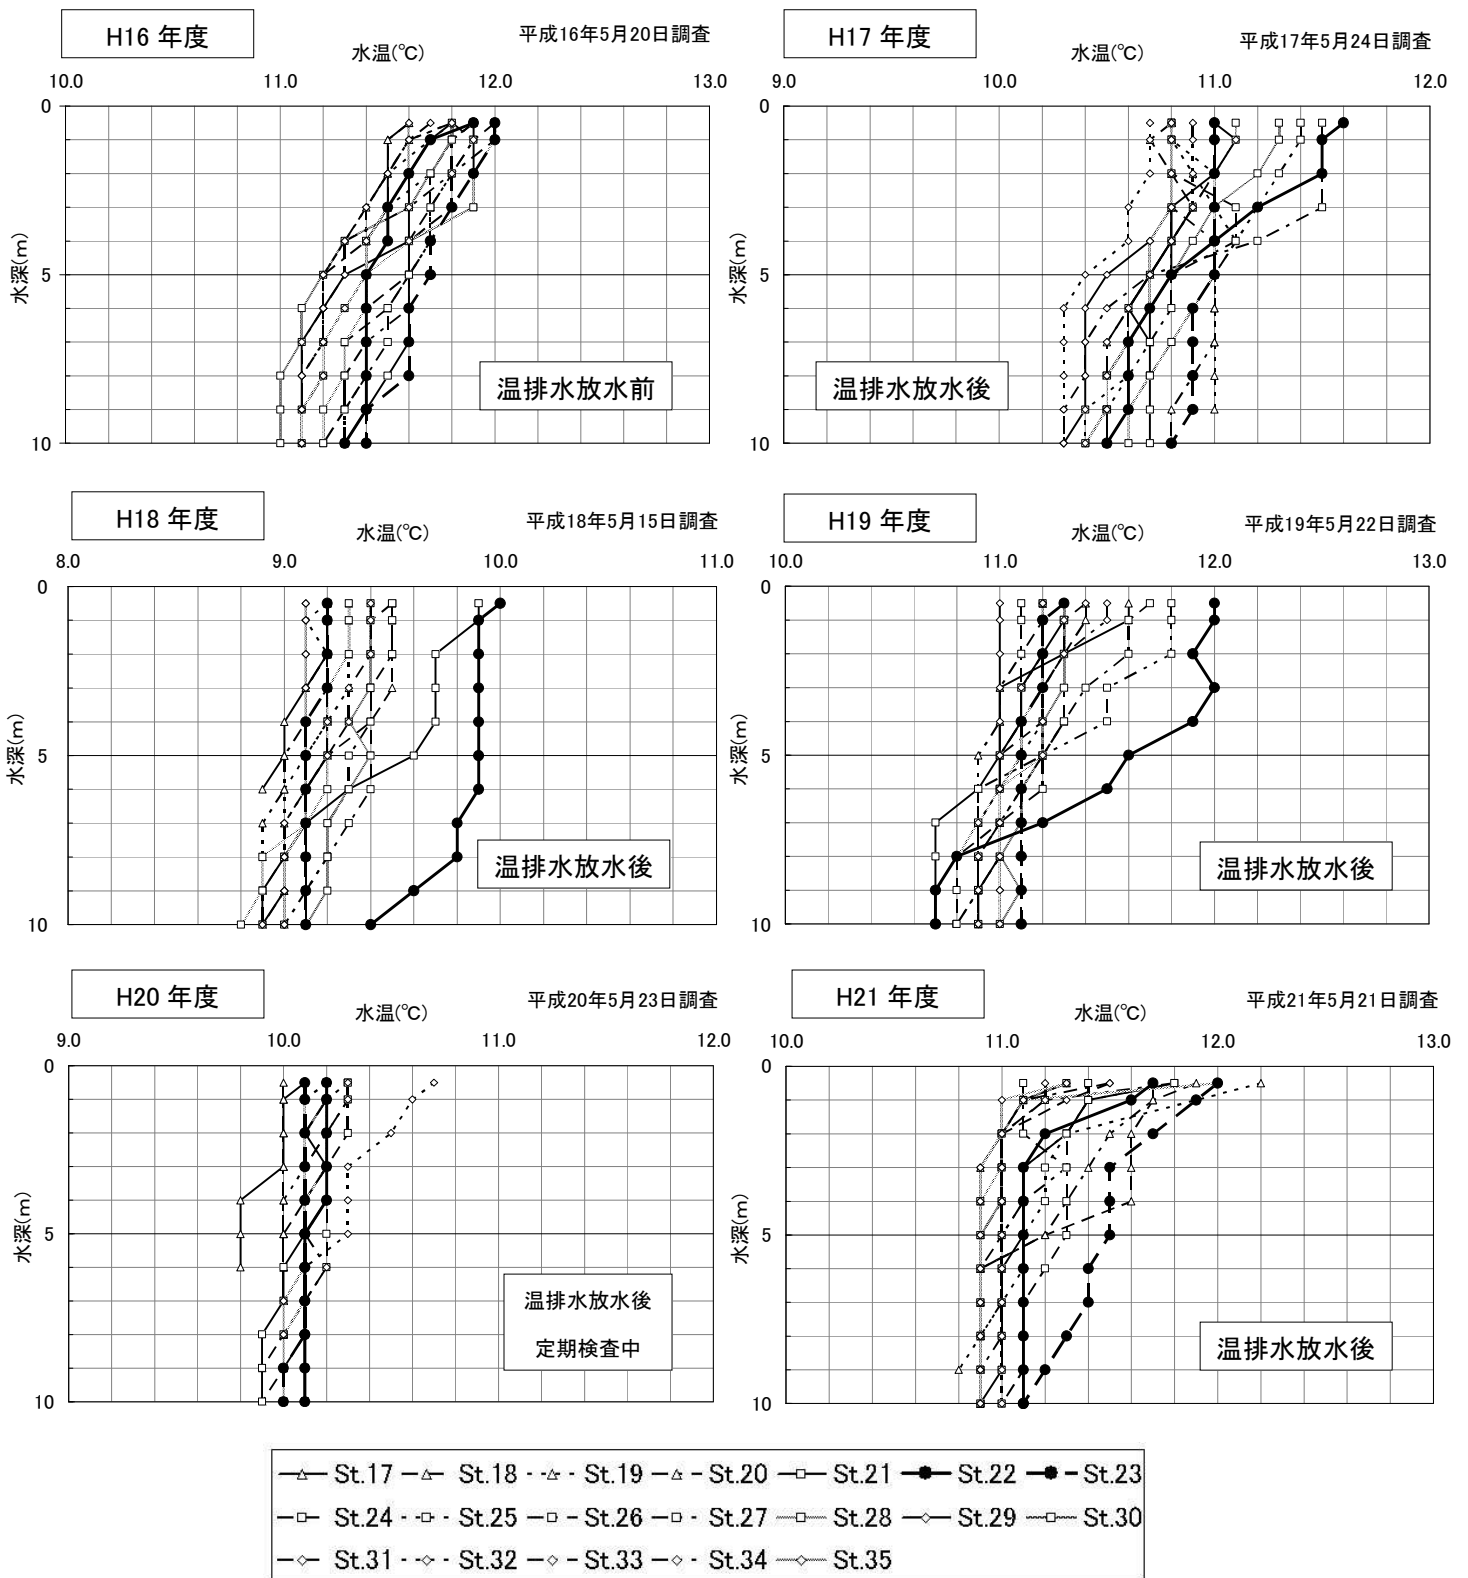 H16 年度
水温(℃)
平成16年5月20日調査
10.0 11.0 12.0 13.0
0
5
10
水深(m)
温排水放水前
H17 年度
水温(℃)
平成17年5月24日調査
9.0 10.0 11.0 12.0
0
5
10
水深(m)
温排水放水後
H18 年度
水温(℃)
平成18年5月15日調査
8.0 9.0 10.0 11.0
0
5
10
水深(m)
温排水放水後
H19 年度
水温(℃)
平成19年5月22日調査
10.0 11.0 12.0 13.0
0
5
10
水深(m)
温排水放水後
H20 年度
水温(℃)
平成20年5月23日調査
9.0 10.0 11.0 12.0
0
5
10
水深(m)
温排水放水後
定期検査中
H21 年度
水温(℃)
平成21年5月21日調査
10.0 11.0 12.0 13.0
0
5
10
水深(m)
温排水放水後
St.17 St.18 St.19 St.20 St.21 St.22 St.23
St.24 St.25 St.26 St.27 St.28 St.29 St.30
St.31 St.32 St.33 St.34 St.35